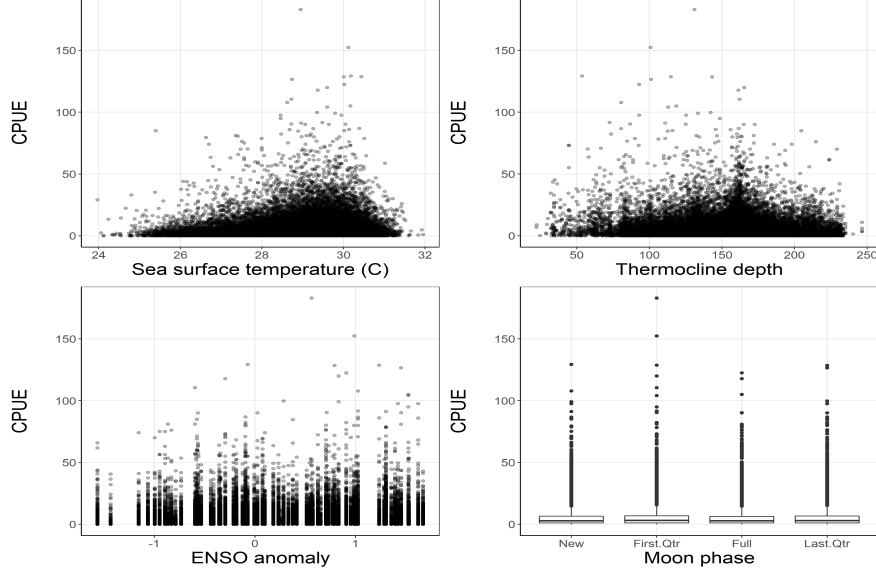 CPUE
150
100
50
0
24 26 28 30 32
Sea surface temperature (C)
CPUE
150
100
50
0
50 100 150 200 250
Thermocline depth
CPUE
150
100
50
0
-1 0 1
ENSO anomaly
CPUE
150
100
50
0
New First.Qtr Full Last.Qtr
Moon phase